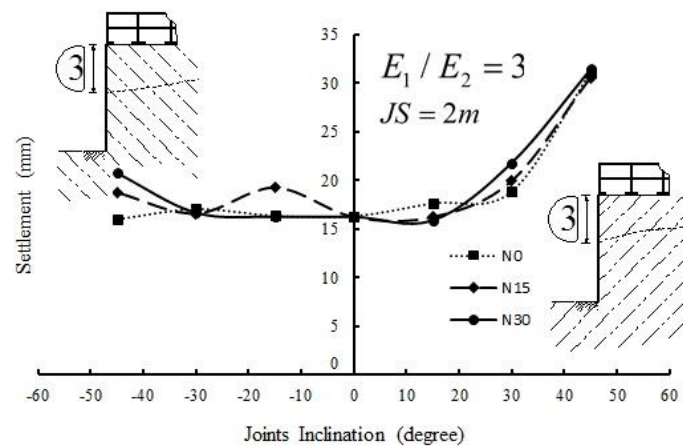 3
E₁ / E₂ = 3
JS = 2m
35
30
25
20
15
10
5
0
Settlement (mm)
3
N0
N15
N30
-60 -50 -40 -30 -20 -10 0 10 20 30 40 50 60
Joints Inclination (degree)